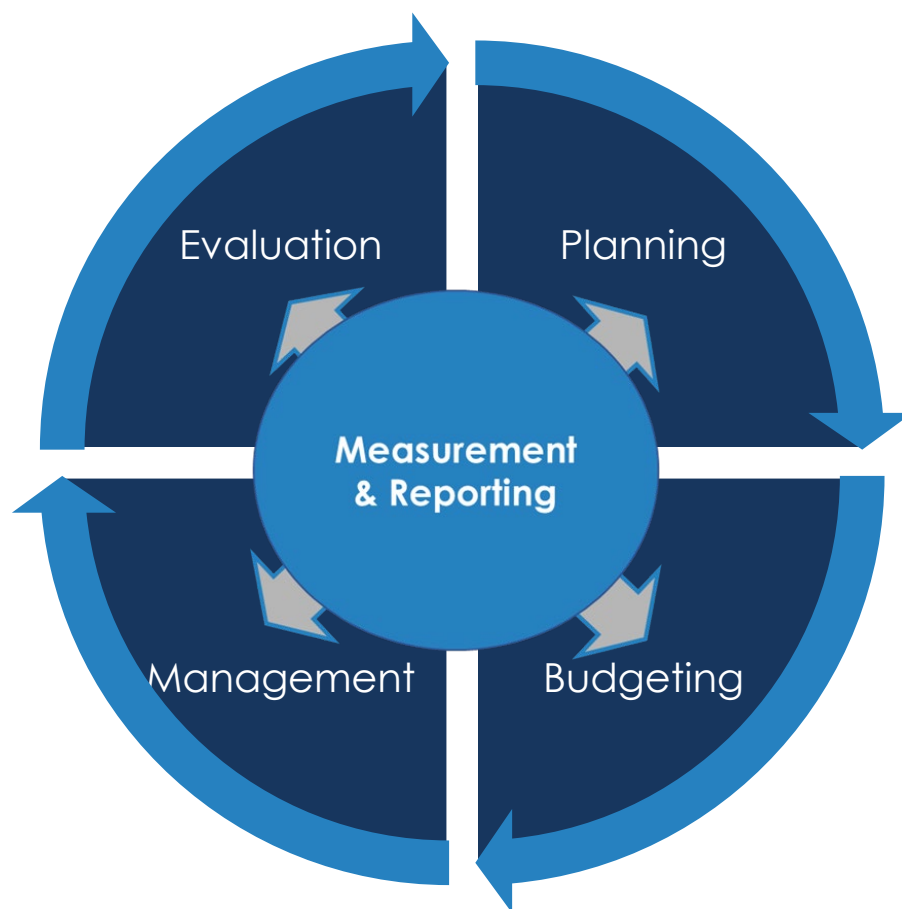 Evaluation
Planning
Measurement
& Reporting
Management
Budgeting